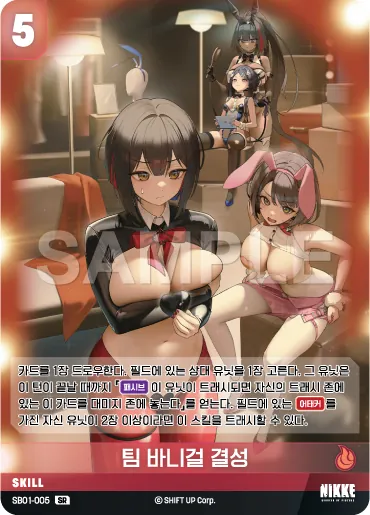 5
SAMPLE
카드를 1장 드로우한다. 필드에 있는 상대 유닛을 1장 고른다. 그 유닛은
이 턴이 끝날 때까지 「패시브 이 유닛이 트래시되면 자신의 트래시 존에
있는 이 카드를 대미지 존에 놓는다」를 얻는다. 필드에 있는 어태커 를
가진 자신 유닛이 2장 이상이라면 이 스킬을 트래시할 수 있다.
팀 바니걸 결성
SKILL
SB01-005 SR
© SHIFT UP Corp.
NIKKE